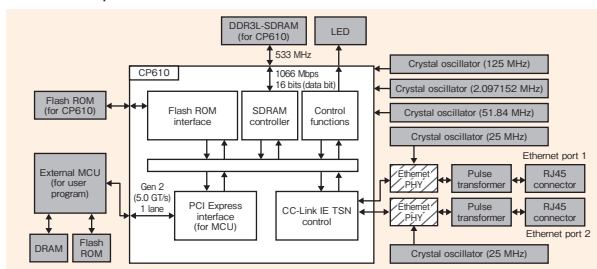 DDR3L-SDRAM
(for CP610)
LED
533 MHz
CP610
1066 Mbps
16 bits (data bit)
Crystal oscillator (125 MHz)
Crystal oscillator (2.097152 MHz)
Crystal oscillator (51.84 MHz)
Crystal oscillator (25 MHz)
Flash ROM
(for CP610)
Flash ROM
interface
SDRAM
controller
Control
functions
Ethernet port 1
External MCU
(for user
program)
Gen 2
(5.0 GT/s)
1 lane
PCI Express
interface
(for MCU)
CC-Link IE TSN
control
Ethernet
PHY
Pulse
transformer
RJ45
connector
Ethernet
PHY
Pulse
transformer
RJ45
connector
Ethernet port 2
DRAM
Flash
ROM
Crystal oscillator (25 MHz)